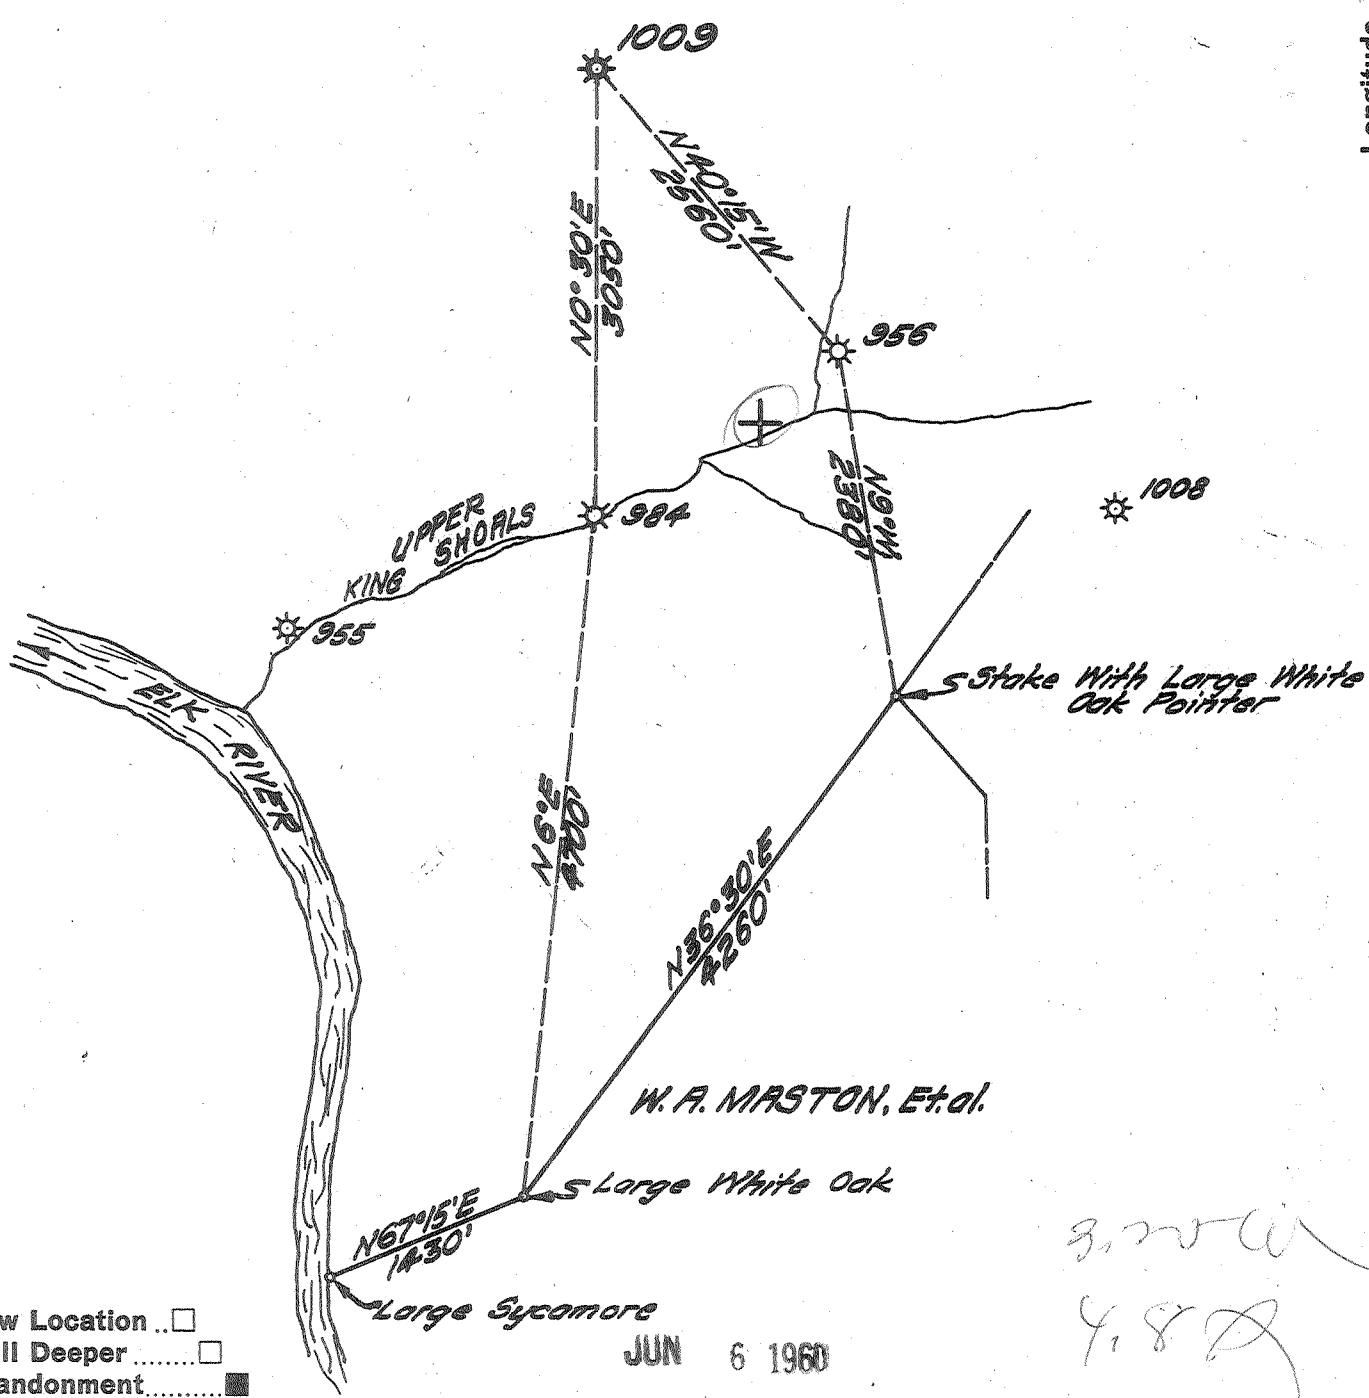 1009
Longitude
N40°15'W
2560'
N0°30'E
3050'
956
1008
2380'
N9°W
984
UPPER
KING SHOALS
955
Stake With Large White
Oak Pointer
ELK
RIVER
N6°E
4700'
N36°30'E
4260'
W.A. MASTON, Et.al.
Large White Oak
N67°15'E
1430'
Large Sycamore
w Location
ll Deeper
andonment
JUN 6 1960